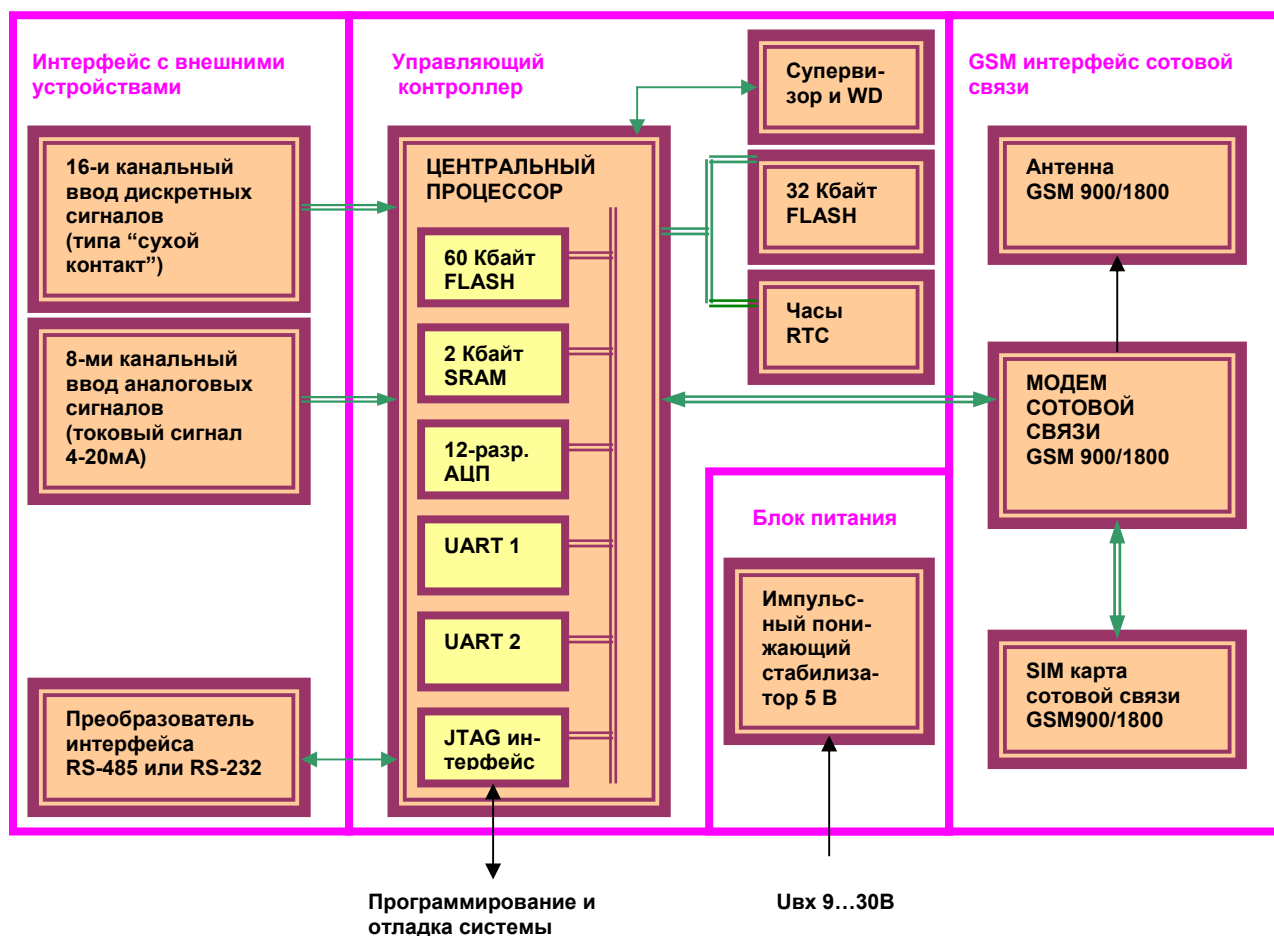 Интерфейс с внешними
устройствами
16-и канальный
ввод дискретных
сигналов
(типа “сухой
контакт”)
8-ми канальный
ввод аналоговых
сигналов
(токовый сигнал
4-20мА)
Преобразователь
интерфейса
RS-485 или RS-232
Управляющий
контроллер
ЦЕНТРАЛЬНЫЙ
ПРОЦЕССОР
60 Кбайт
FLASH
2 Кбайт
SRAM
12-разр.
АЦП
UART 1
UART 2
JTAG ин-
терфейс
Суперви-
зор и WD
32 Кбайт
FLASH
Часы
RTC
Блок питания
Импульс-
ный пони-
жающий
стабилиза-
тор 5 В
GSM интерфейс сотовой
связи
Антенна
GSM 900/1800
МОДЕМ
СОТОВОЙ
СВЯЗИ
GSM 900/1800
SIM карта
сотовой связи
GSM900/1800
Программирование и
отладка системы
Uвх 9…30В